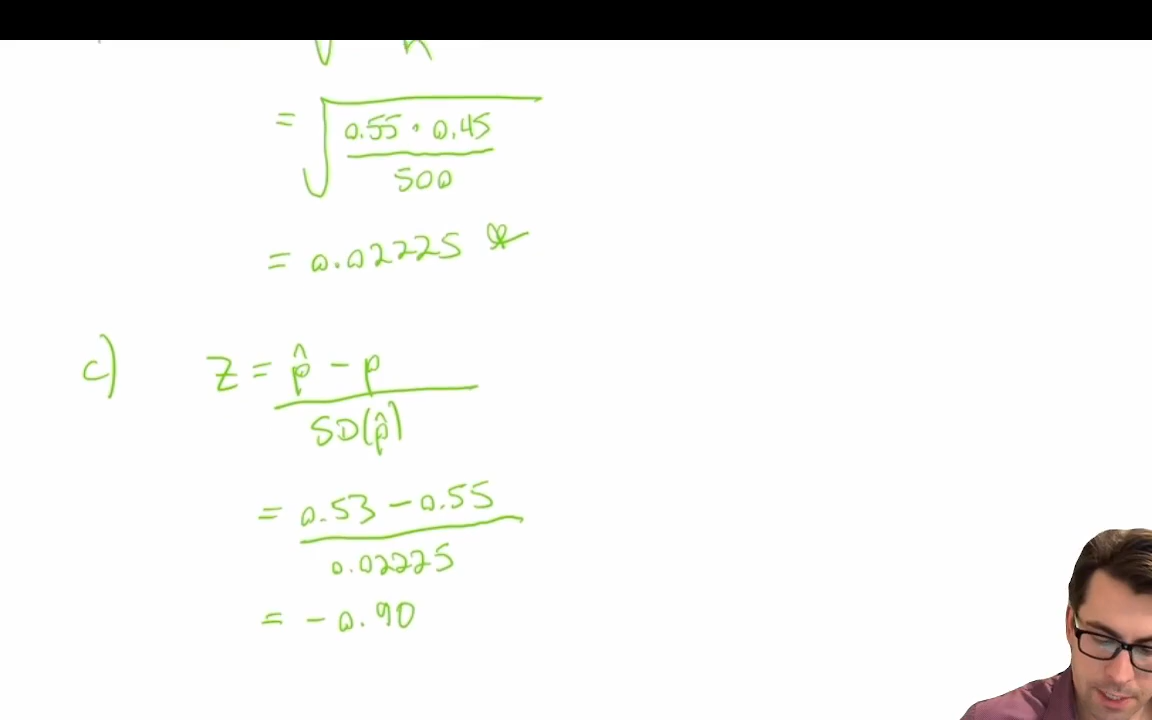 n
= √(0.55 · 0.45 / 500)
= 0.02225
c) Z = p̂ - p
SD(p̂)
= 0.53 - 0.55
0.02225
= - 0.90